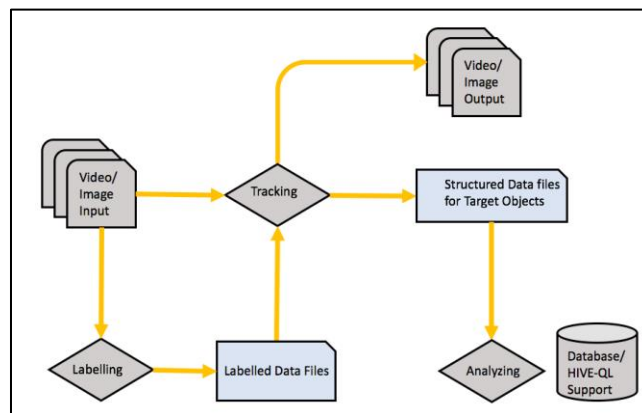 Video/
Image
Output
Video/
Image
Input
Tracking
Structured Data files
for Target Objects
Labelling
Labelled Data Files
Analyzing
Database/
HIVE-QL
Support